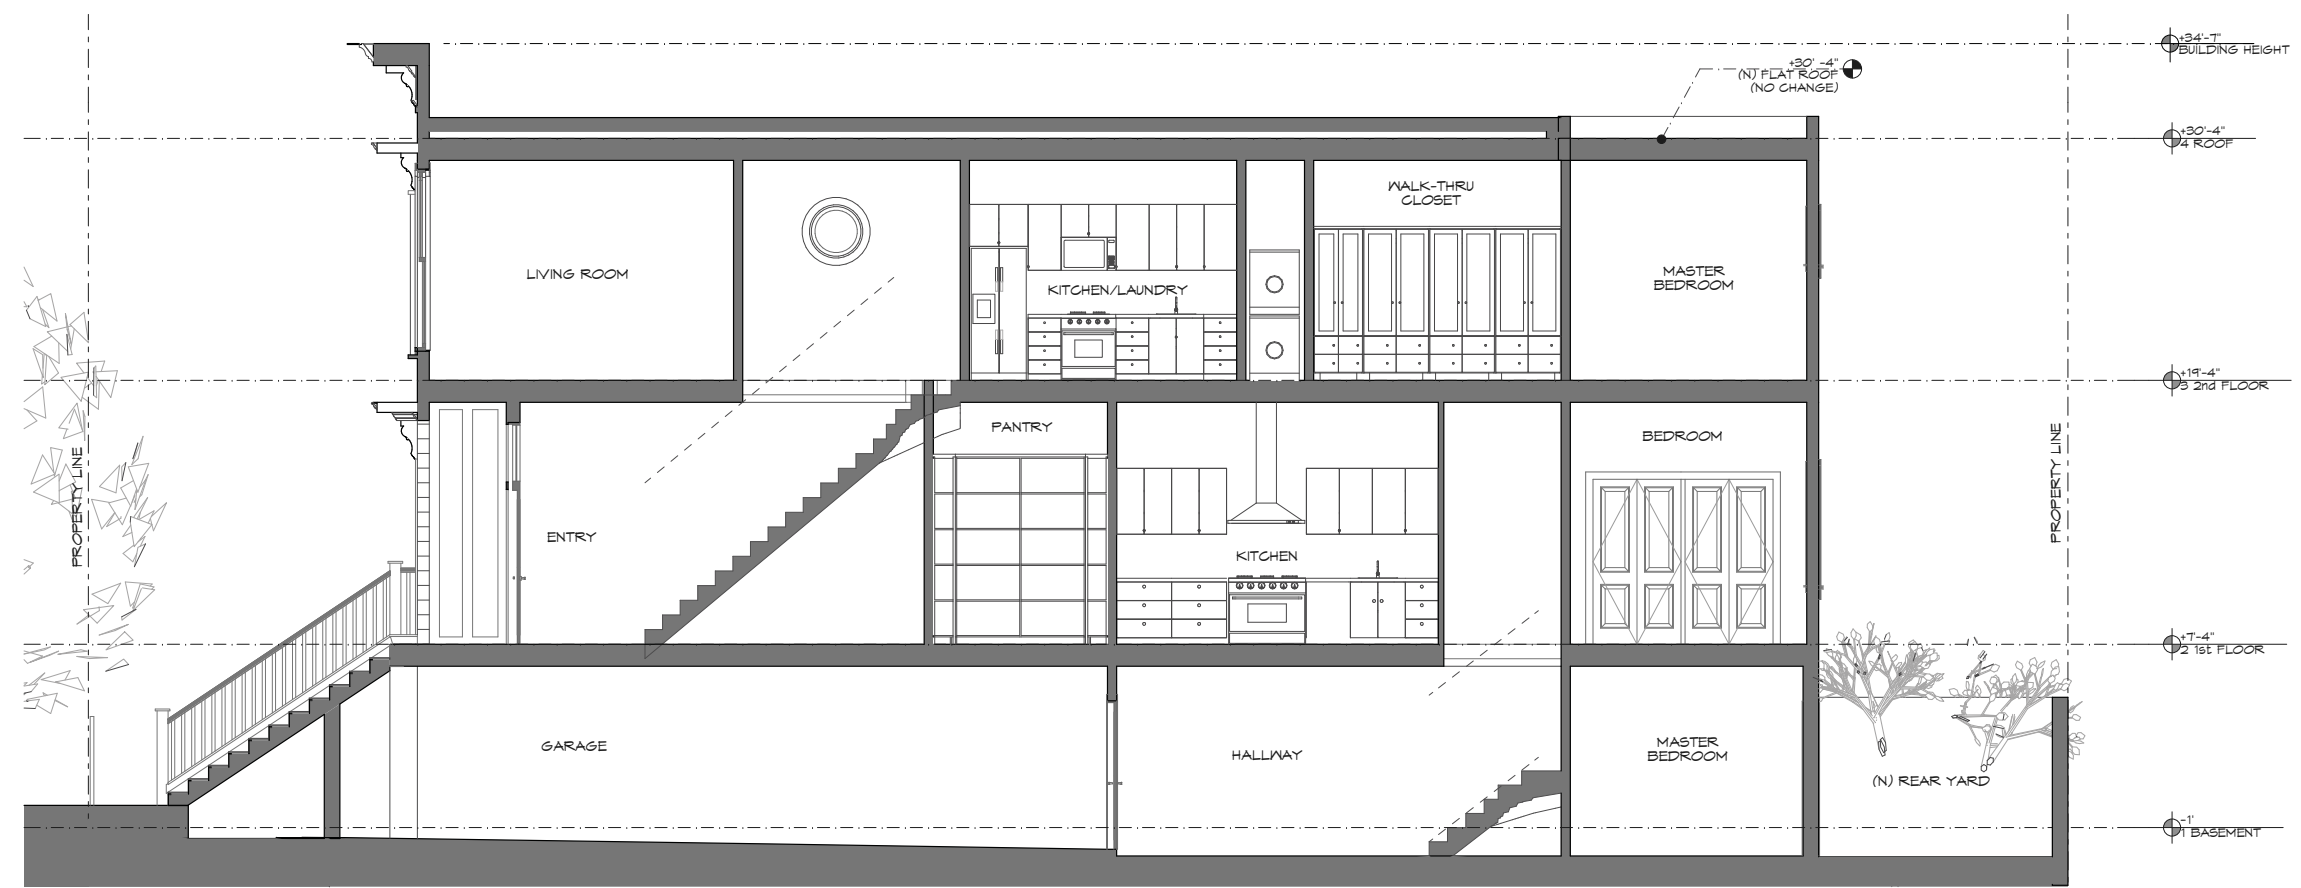 +34'-7"
BUILDING HEIGHT
+30' -4"
(N) FLAT ROOF
(NO CHANGE)
+30'-4"
4 ROOF
WALK-THRU
CLOSET
LIVING ROOM
KITCHEN/LAUNDRY
MASTER
BEDROOM
+19'-4"
3 2nd FLOOR
PANTRY
BEDROOM
PROPERTY LINE
PROPERTY LINE
ENTRY
KITCHEN
+7'-4"
2 1st FLOOR
GARAGE
HALLWAY
MASTER
BEDROOM
(N) REAR YARD
-1'
1 BASEMENT